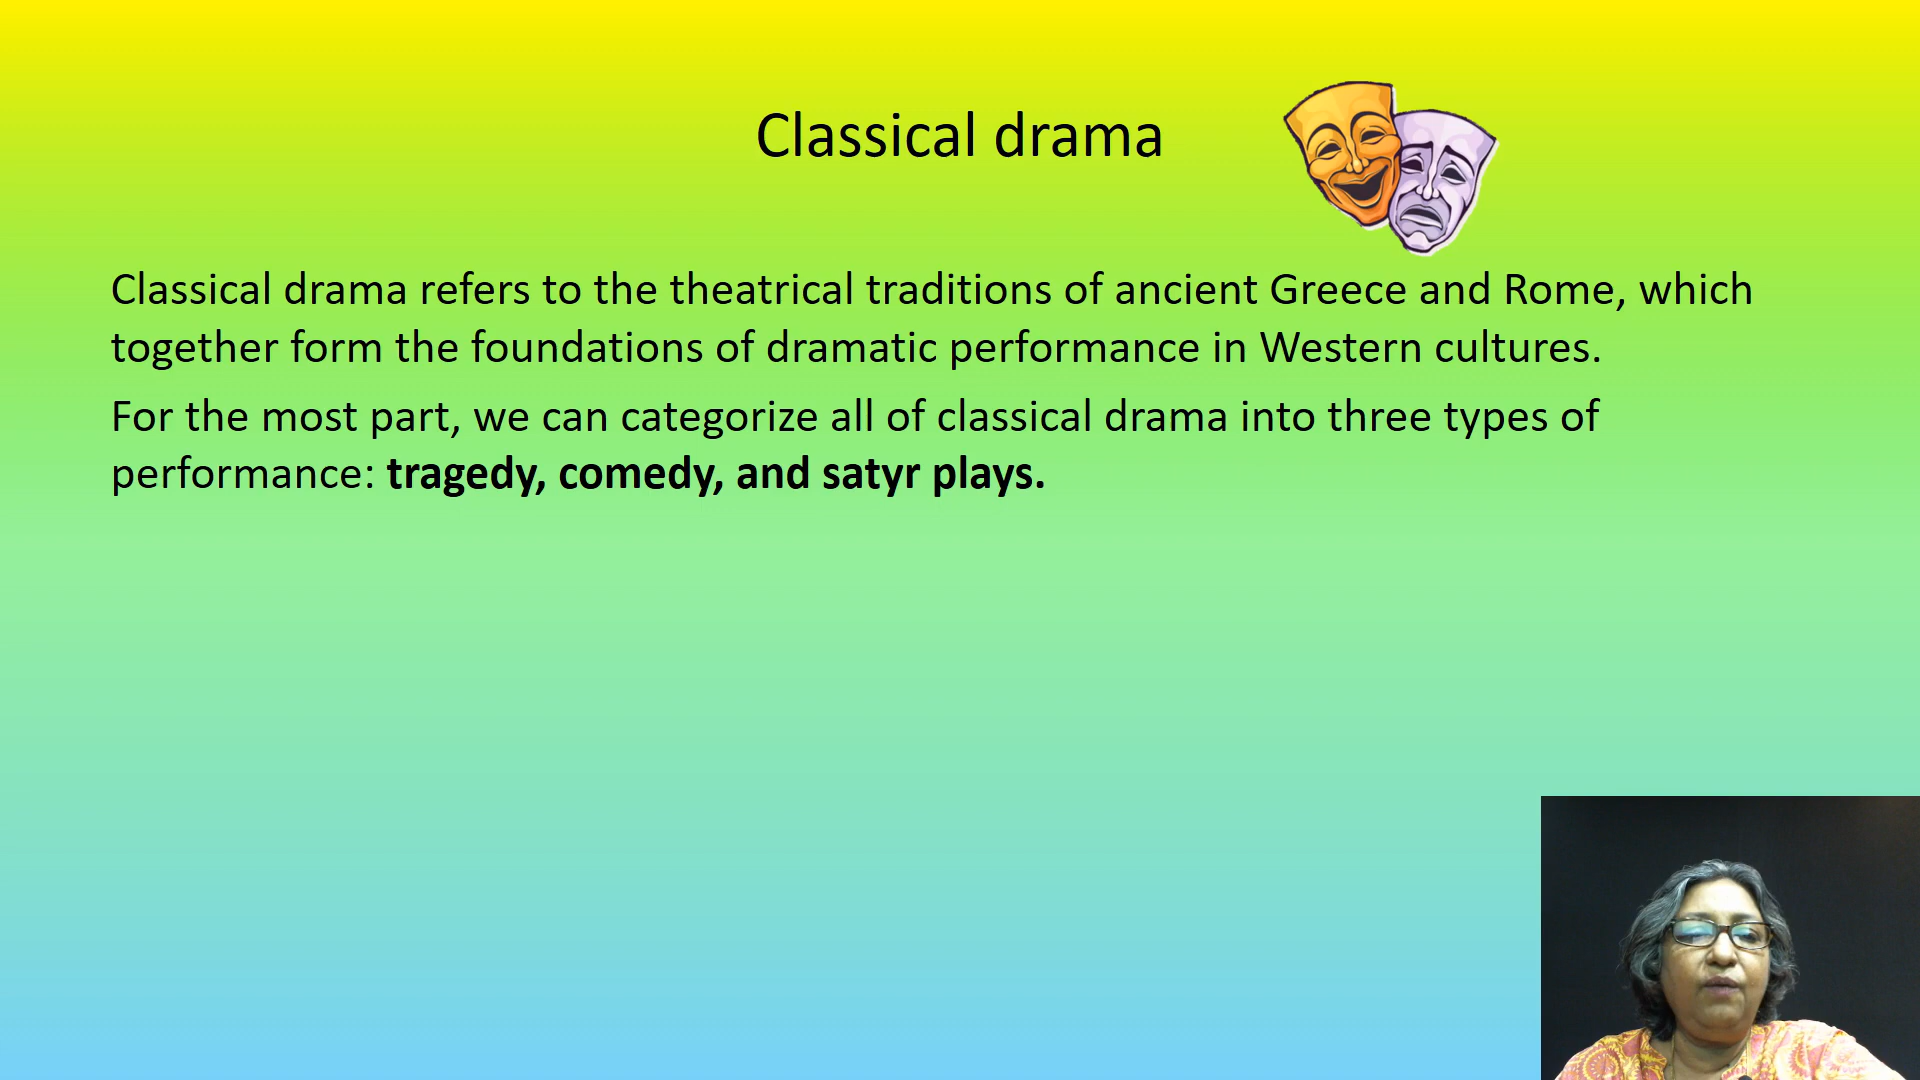 Classical drama
Classical drama refers to the theatrical traditions of ancient Greece and Rome, which
together form the foundations of dramatic performance in Western cultures.
For the most part, we can categorize all of classical drama into three types of
performance: tragedy, comedy, and satyr plays.